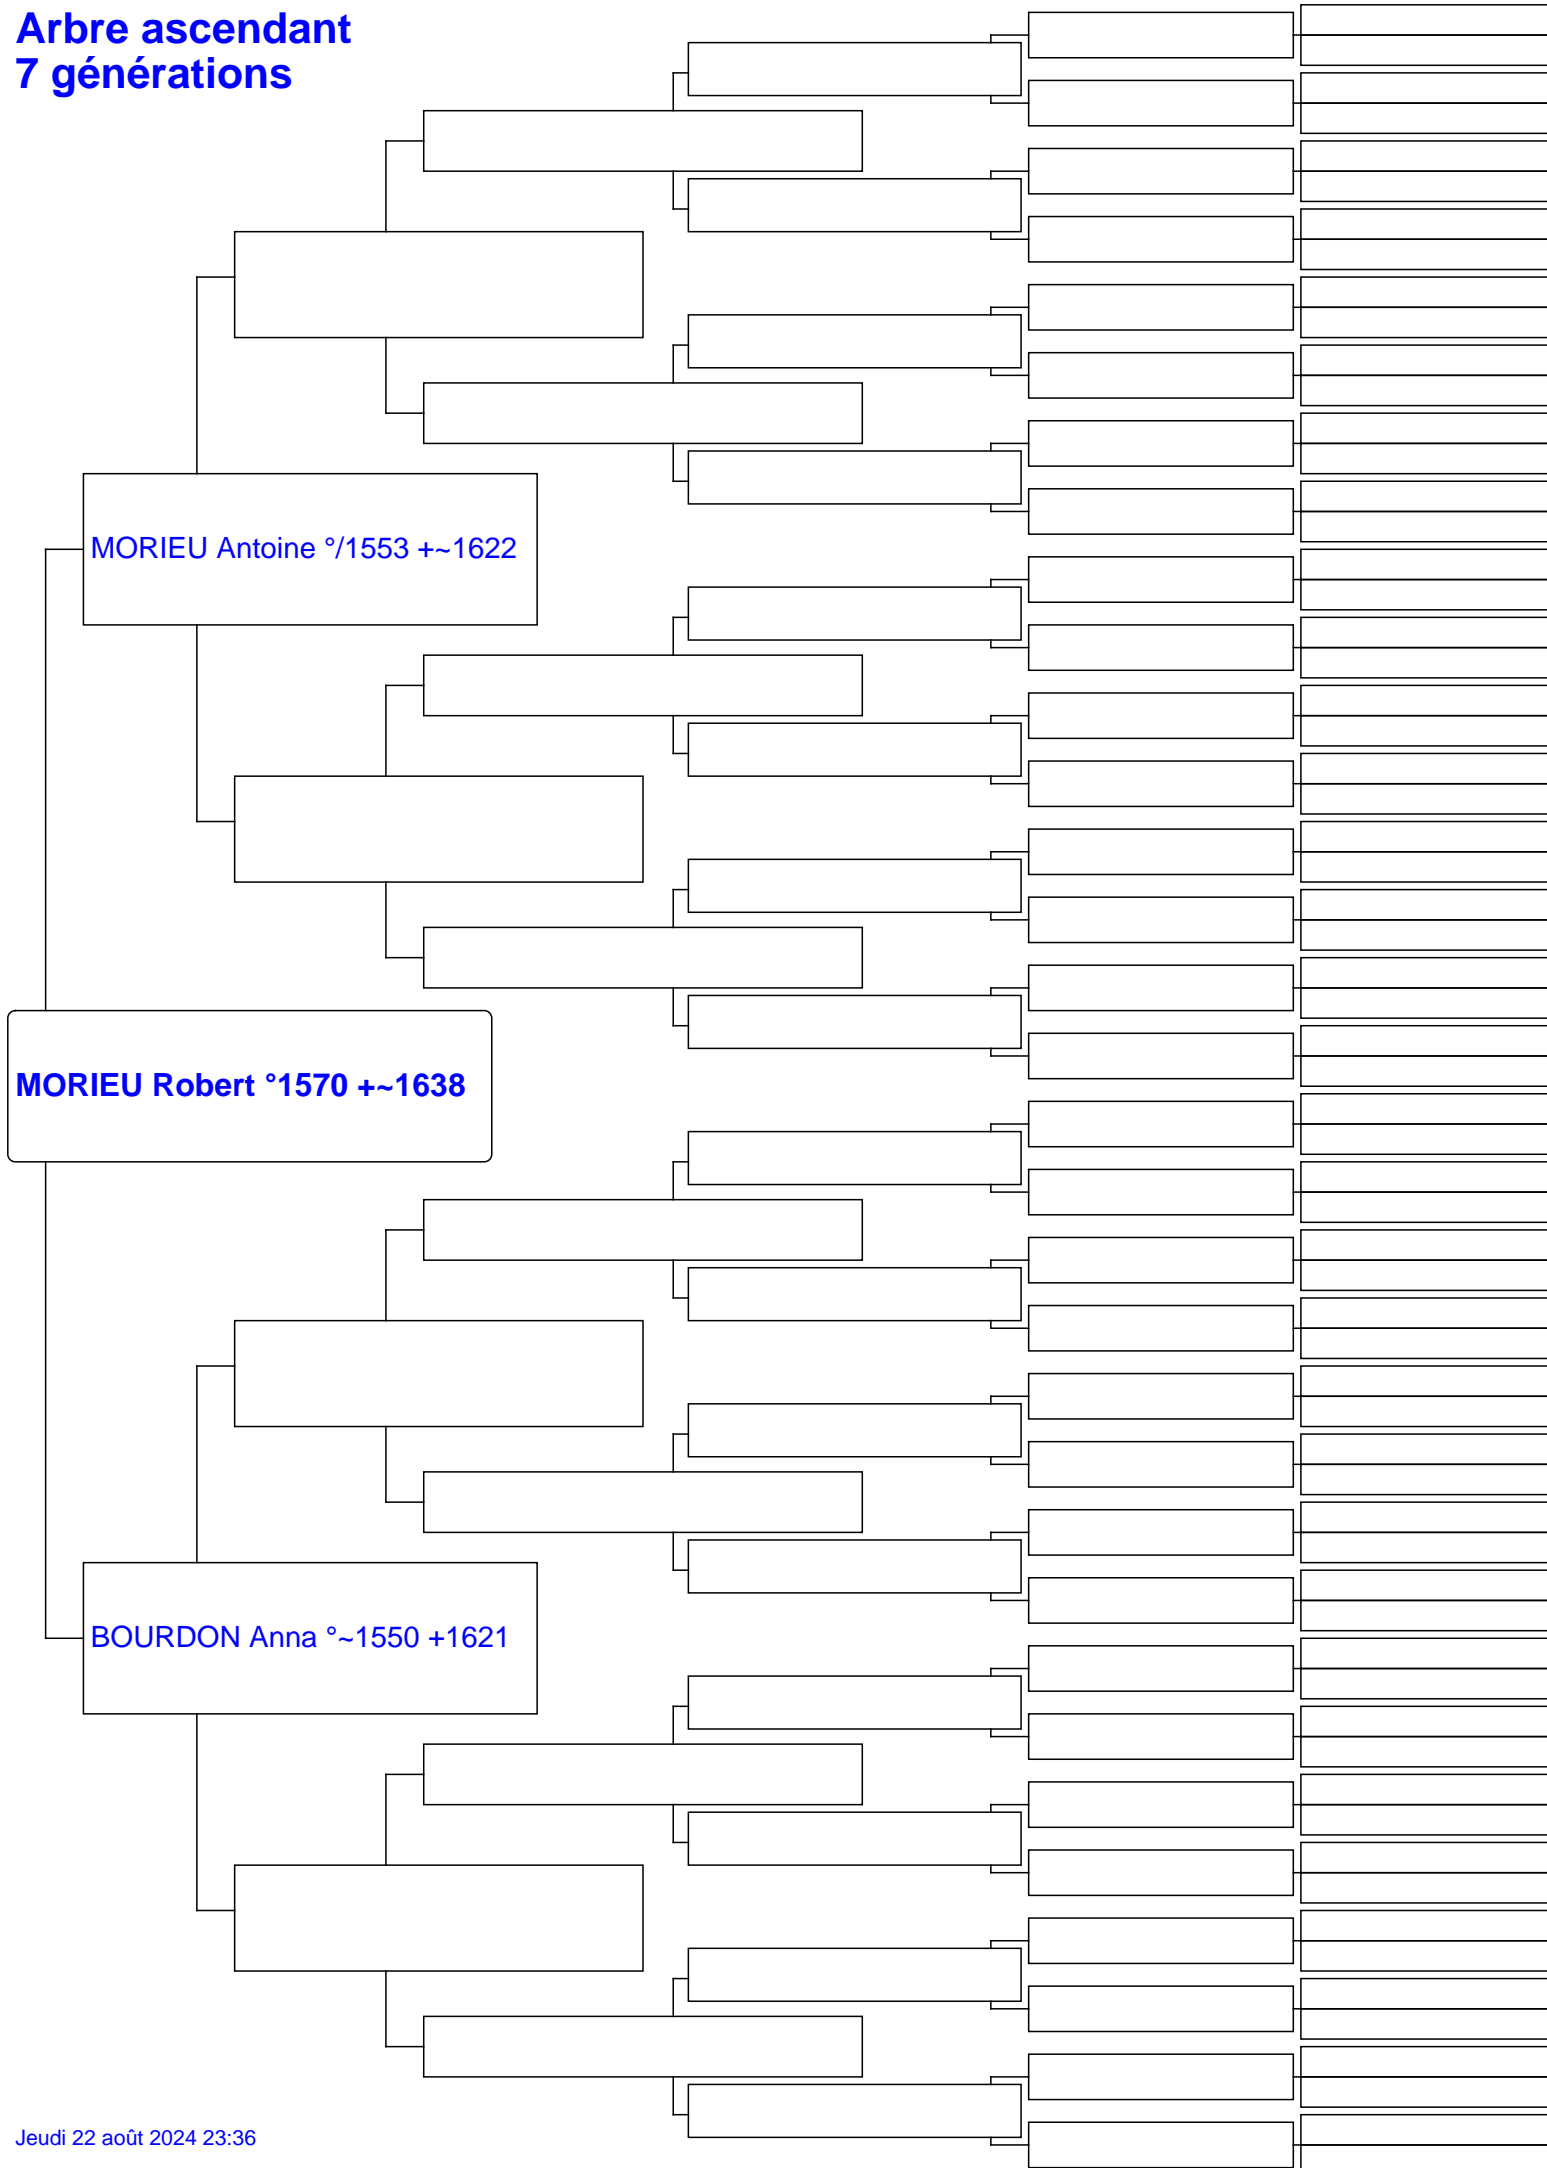 Arbre ascendant
7 générations
MORIEU Antoine °/1553 +~1622
MORIEU Robert °1570 +~1638
BOURDON Anna °~1550 +1621
Jeudi 22 août 2024 23:36